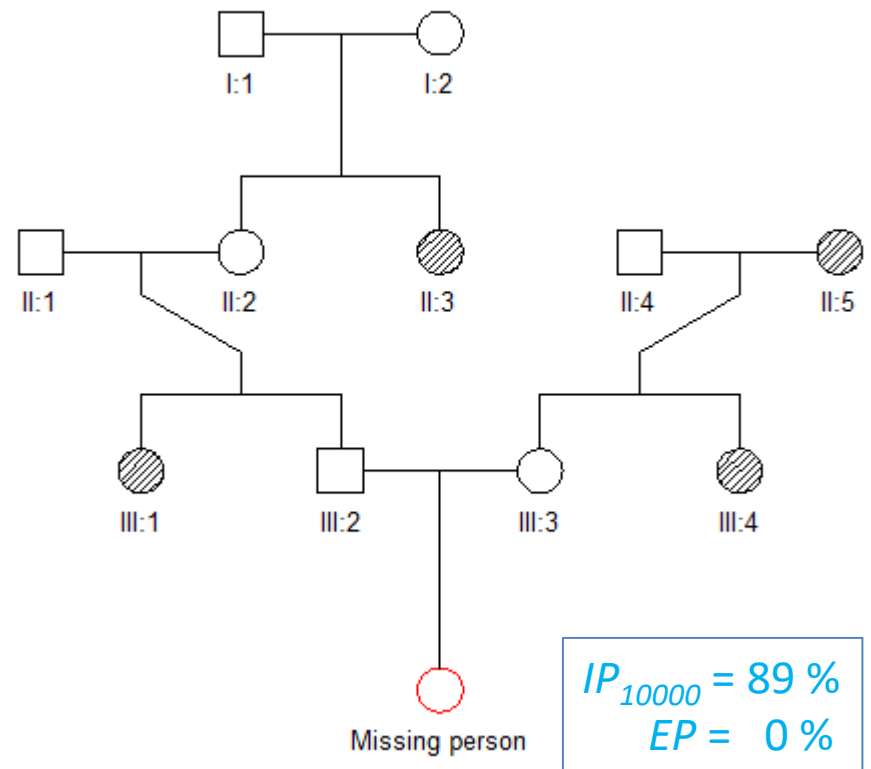 I:1 I:2
II:1 II:2 II:3 II:4 II:5
III:1 III:2 III:3 III:4
Missing person
IP10000 = 89 %
EP = 0 %